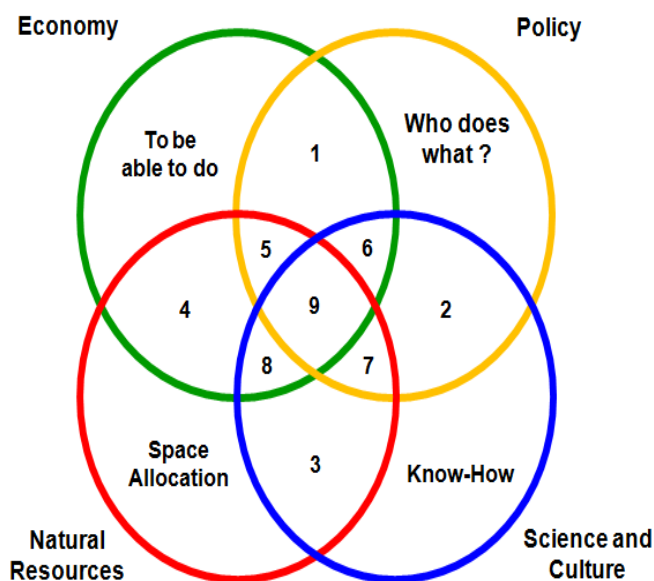 Economy
Policy
To be
able to do
1
Who does
what ?
5
6
4
9
2
8
7
Space
Allocation
3
Know-How
Natural
Resources
Science and
Culture